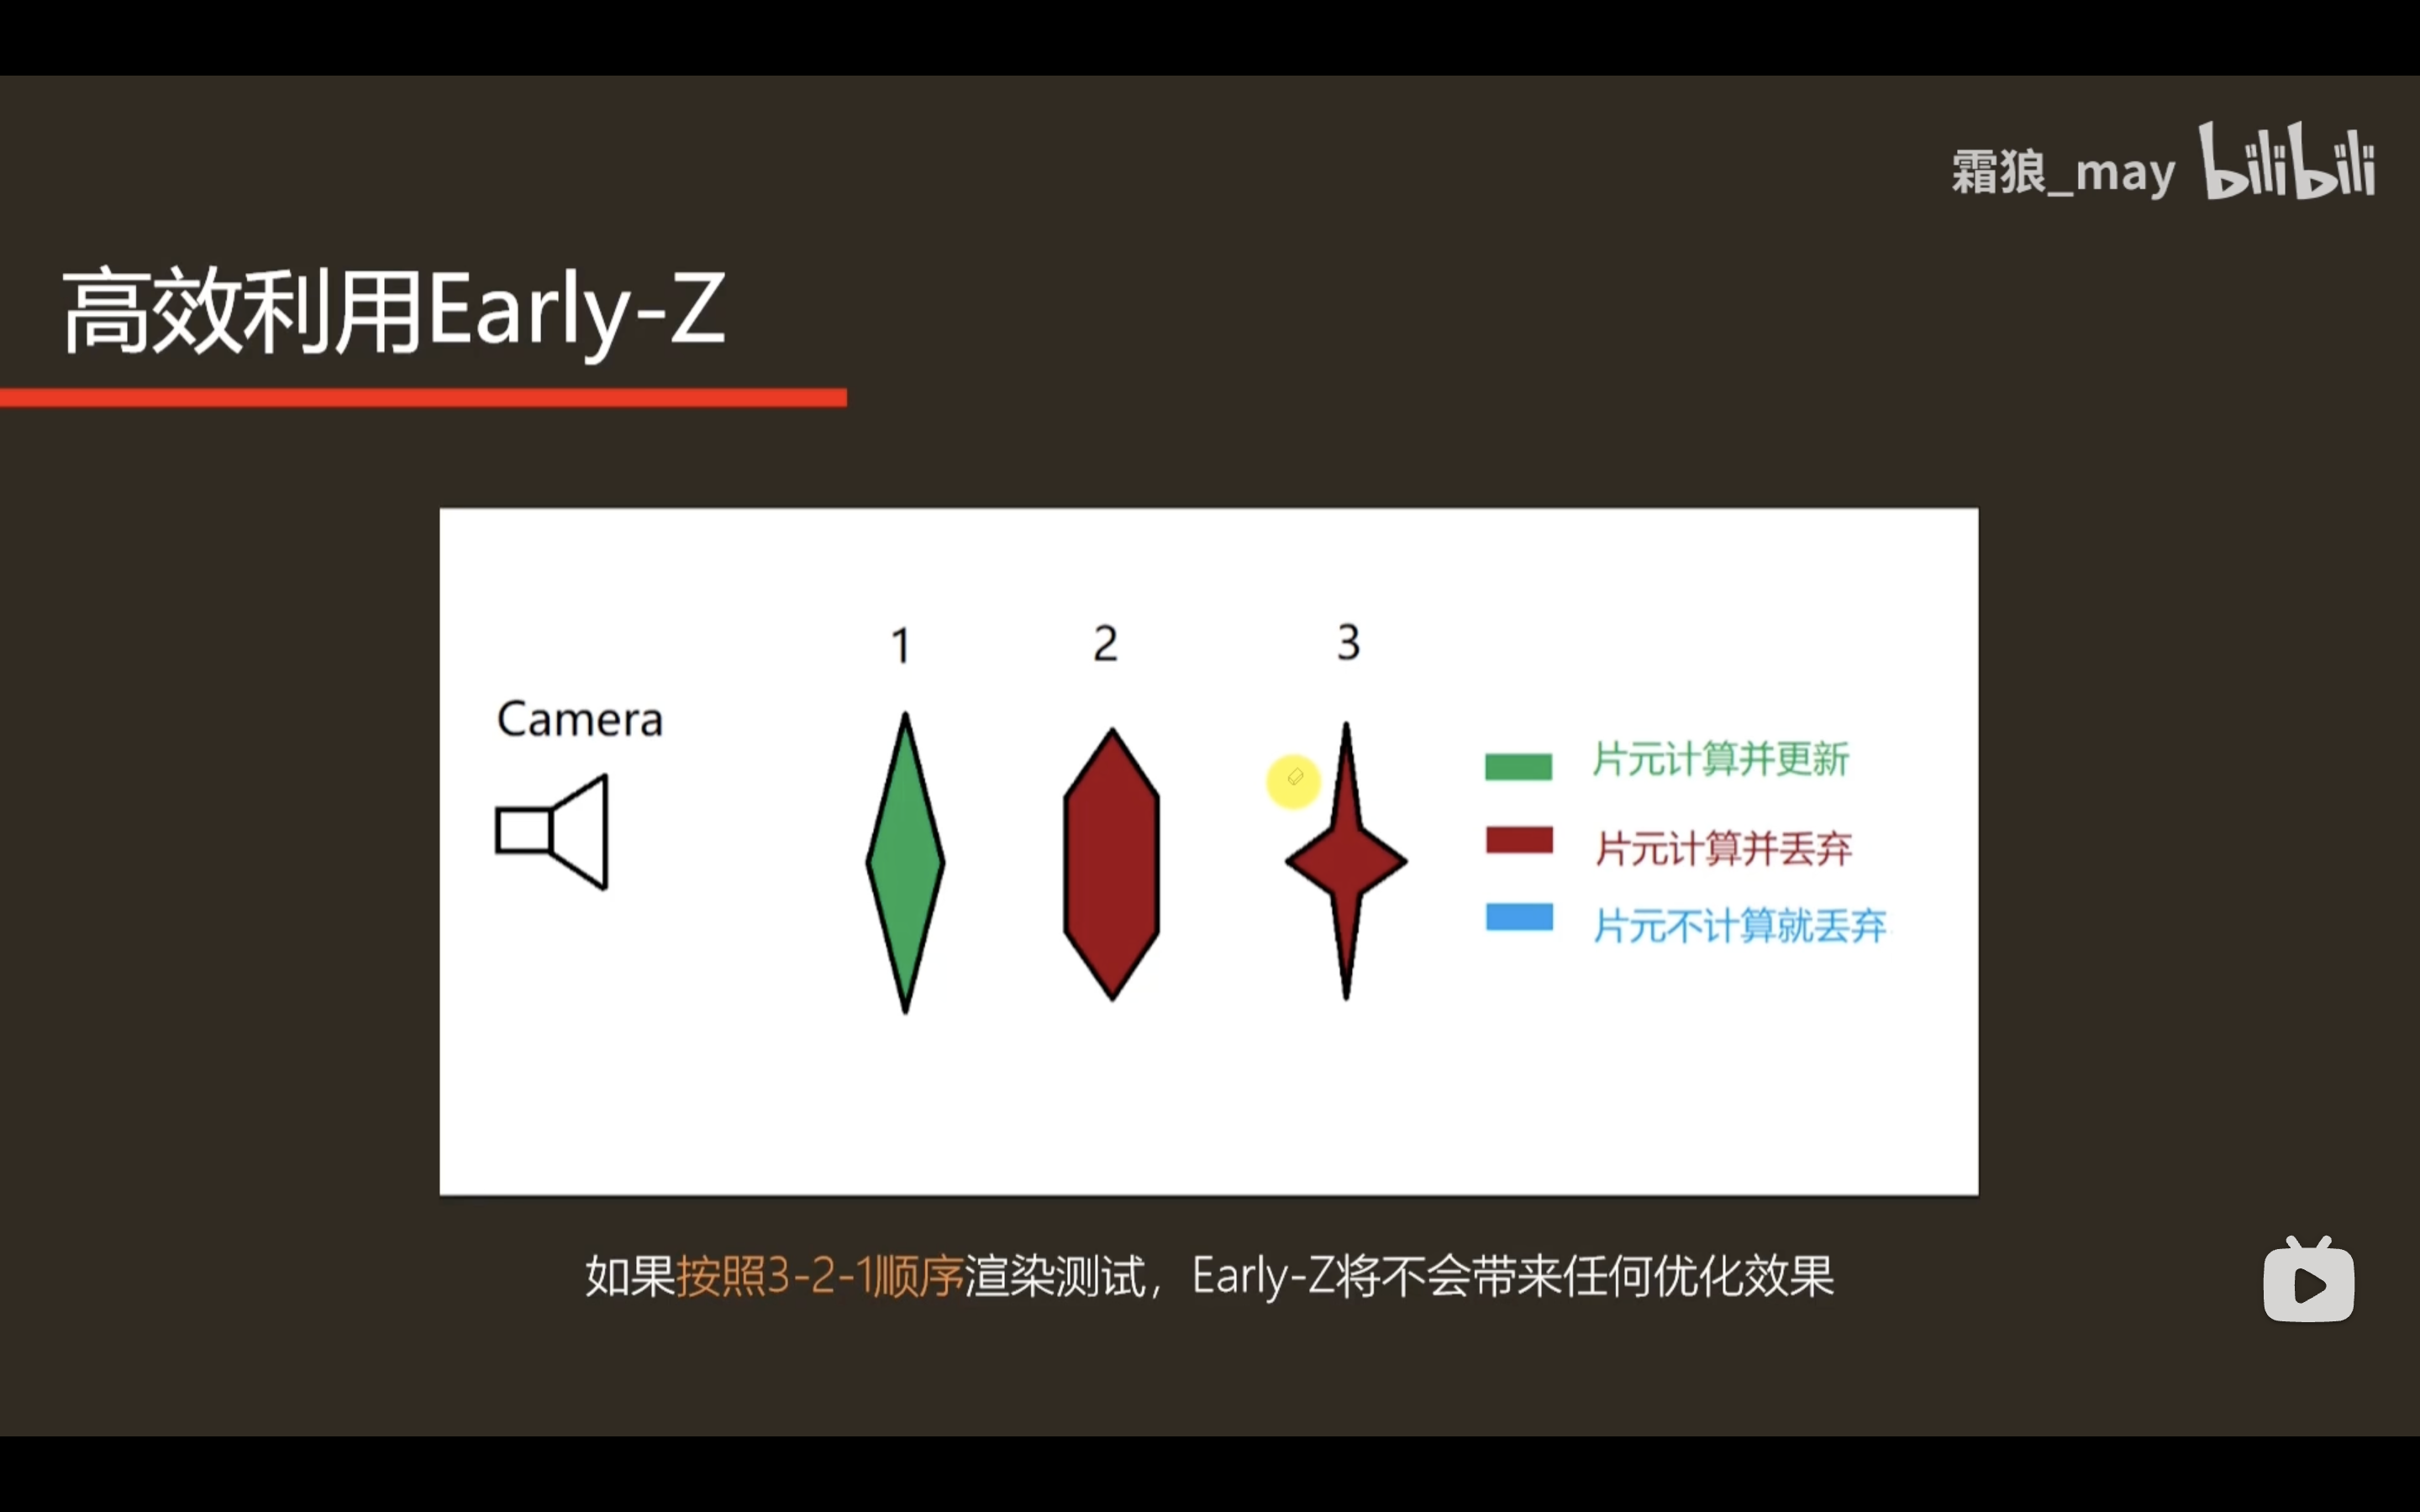 霜狼_may bilibili
高效利用Early-Z
1 2 3
Camera
片元计算并更新
片元计算并丢弃
片元不计算就丢弃
如果按照3-2-1顺序渲染测试，Early-Z将不会带来任何优化效果